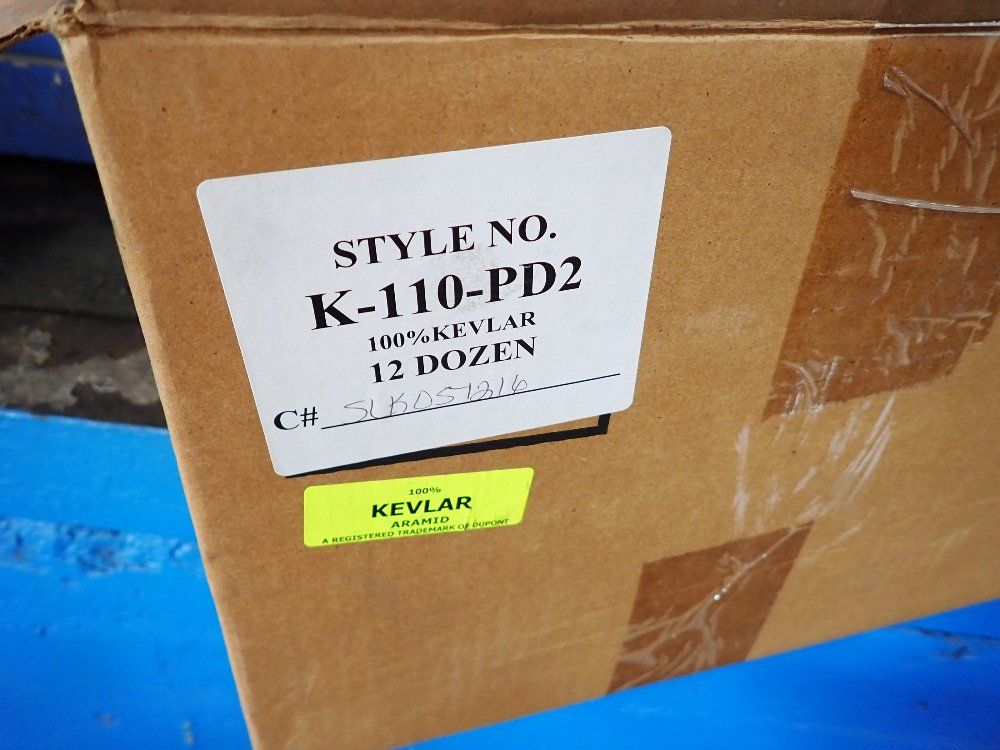 STYLE NO.
K-110-PD2
100%KEVLAR
12 DOZEN
C# SLK051216
100%
KEVLAR
ARAMID
A REGISTERED TRADEMARK OF DUPONT